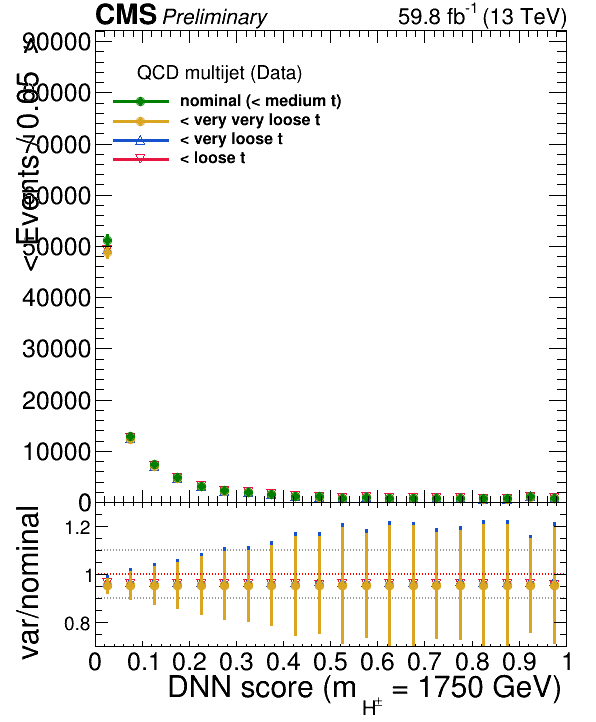 CMS Preliminary 59.8 fb-1 (13 TeV)
< Events / 0.05 >
QCD multijet (Data)
nominal (< medium t)
< very very loose t
< very loose t
< loose t
90000
80000
70000
60000
50000
40000
30000
20000
10000
0
var/nominal
1.2
1
0.8
0 0.1 0.2 0.3 0.4 0.5 0.6 0.7 0.8 0.9 1
DNN score (m H± = 1750 GeV)